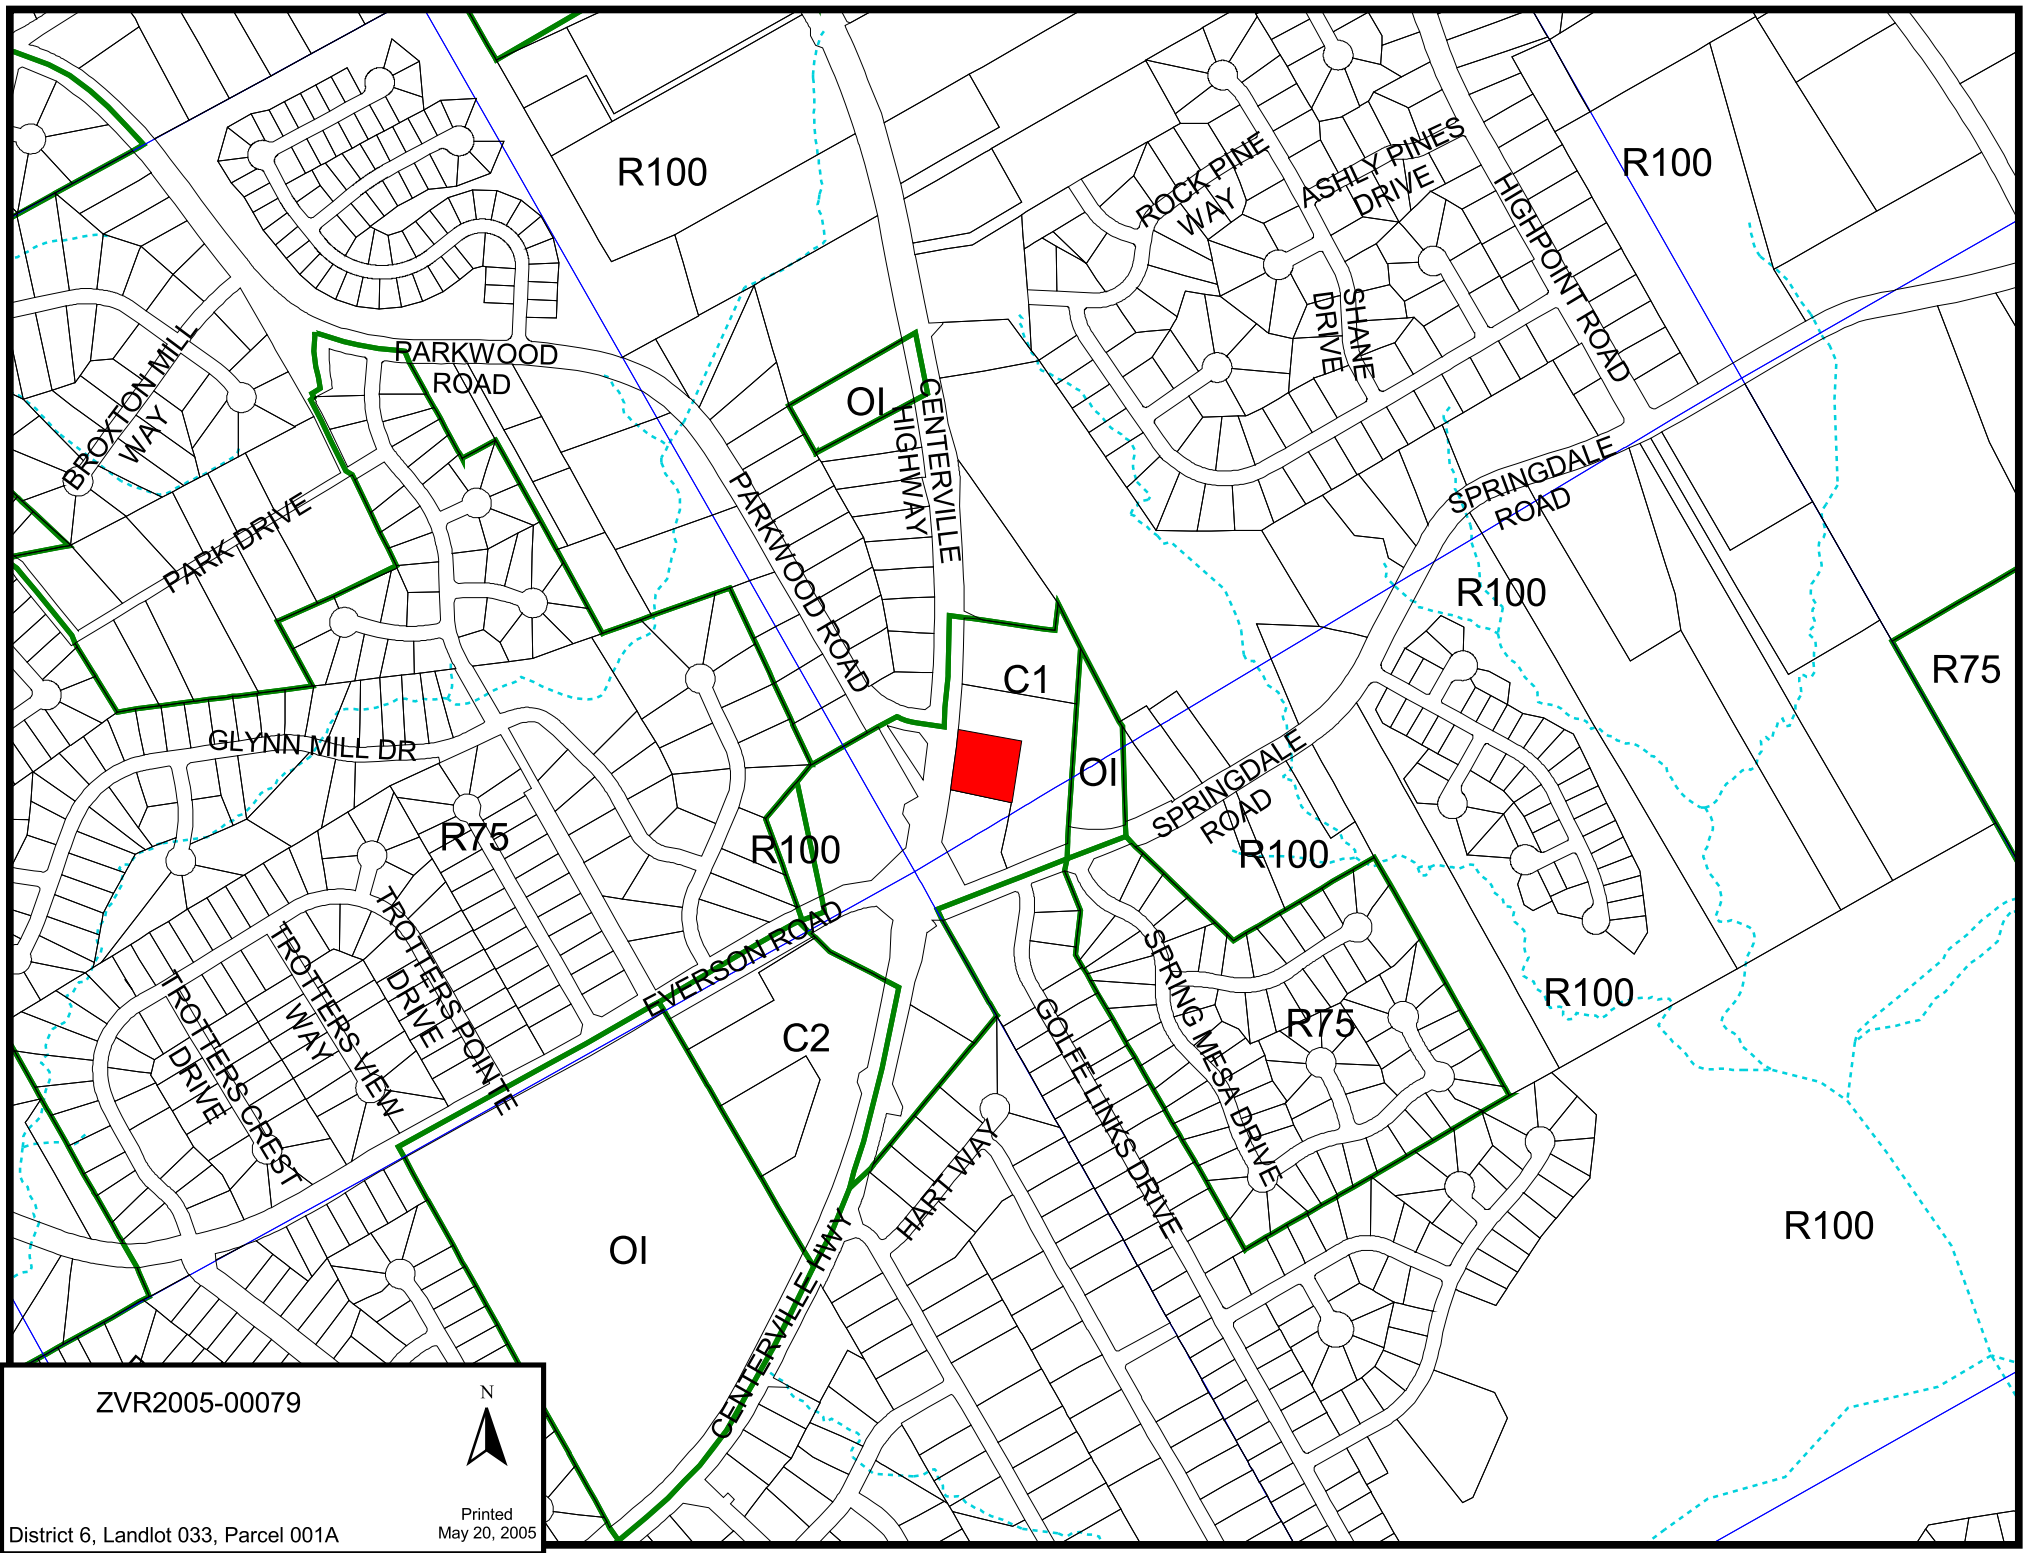 R100
R100
ROCK PINE
WAY
ASHLY PINES
DRIVE
HIGHPOINT ROAD
SHANE
DRIVE
BROXTON MILL
WAY
PARKWOOD
ROAD
OI
CENTERVILLE
HIGHWAY
PARK DRIVE
PARKWOOD ROAD
SPRINGDALE
ROAD
R100
R75
C1
GLYNN MILL DR
OI
SPRINGDALE
ROAD
R75
R100
R100
TROTTERS POINTE
DRIVE
TROTTERS VIEW
WAY
TROTTERS CREST
DRIVE
EVERSON ROAD
SPRING MESA DRIVE
R100
C2
GOLFE LINKS DRIVE
R75
HART WAY
R100
OI
CENTERVILLE HWY
ZVR2005-00079
N
Printed
May 20, 2005
District 6, Landlot 033, Parcel 001A